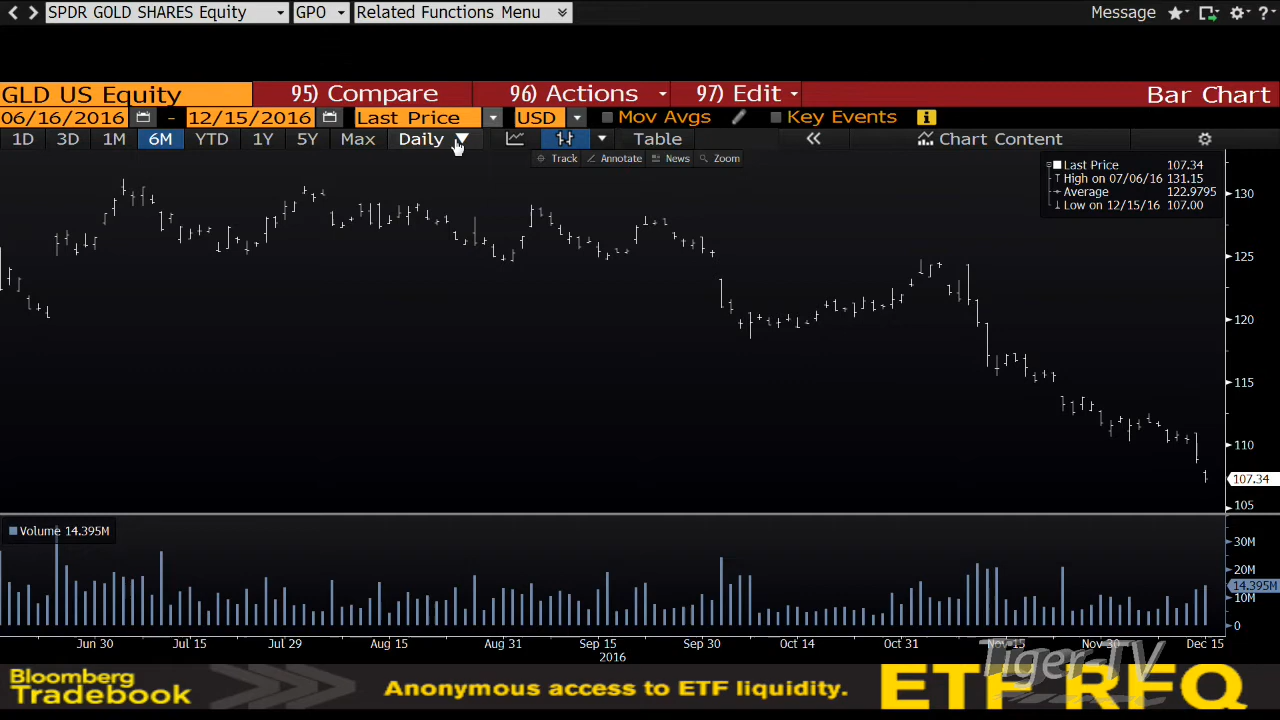 SPDR GOLD SHARES Equity GPO Related Functions Menu Message ?
GLD US Equity 95) Compare 96) Actions 97) Edit Bar Chart
06/16/2016 - 12/15/2016 Last Price USD Mov Avgs Key Events i
1D 3D 1M 6M YTD 1Y 5Y Max Daily Table « Chart Content
Track Annotate News Zoom
Last Price 107.34
High on 07/06/16 131.15
Average 122.9795
Low on 12/15/16 107.00
130
125
120
115
110
107.34
105
Volume 14.395M
30M
20M
14.395M
10M
0
Jun 30 Jul 15 Jul 29 Aug 15 Aug 31 Sep 15 Sep 30 Oct 14 Oct 31 Nov 15 Nov 30 Dec 15
2016
Tiger-TV
Bloomberg
Tradebook
Anonymous access to ETF liquidity.
ETF RFQ